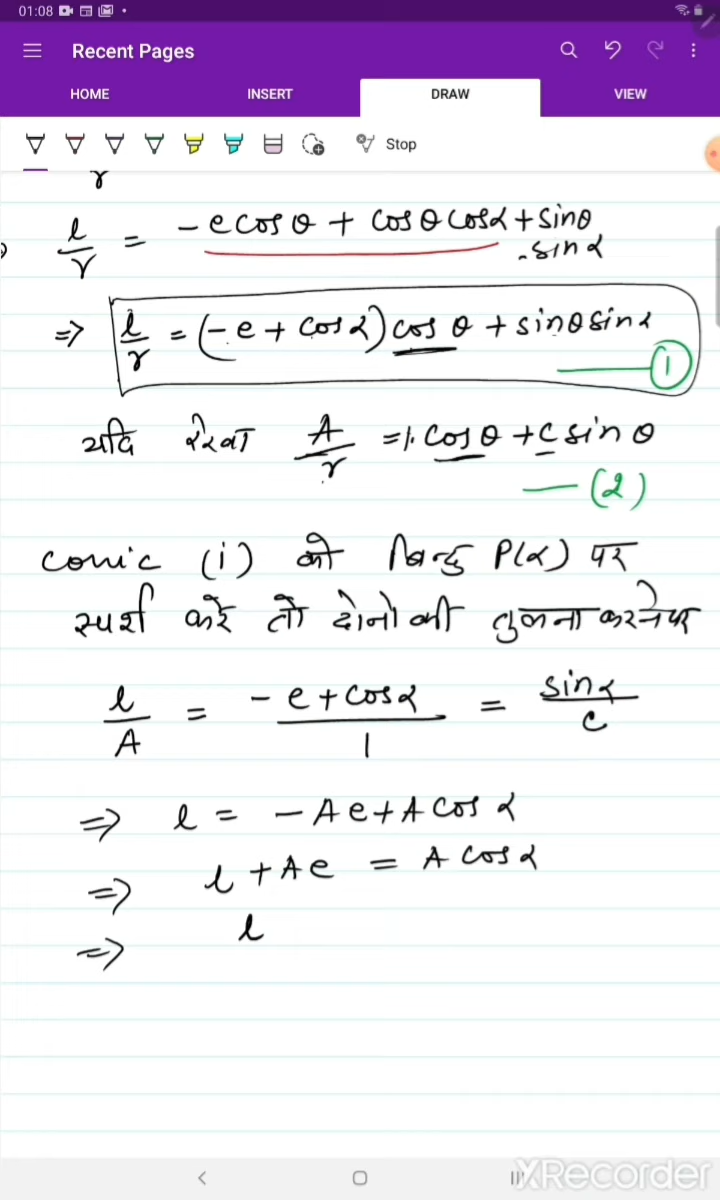 01:08
Recent Pages
HOME INSERT DRAW VIEW
Stop
r
l/r = -e cos θ + cos θ cos α + sin θ
. sin α
=> l/r = (-e + cos α) cos θ + sin θ sin α
(1)
यदि रेखा A/r = 1. cos θ + c sin θ
(2)
conic (i) को बिन्दु P(α) पर
स्पर्श करे तो दोनो की तुलना करने पर
l/A = -e + cos α/1 = sin α/c
=> l = -Ae + A cos α
=> l + Ae = A cos α
=> l
XRecorder